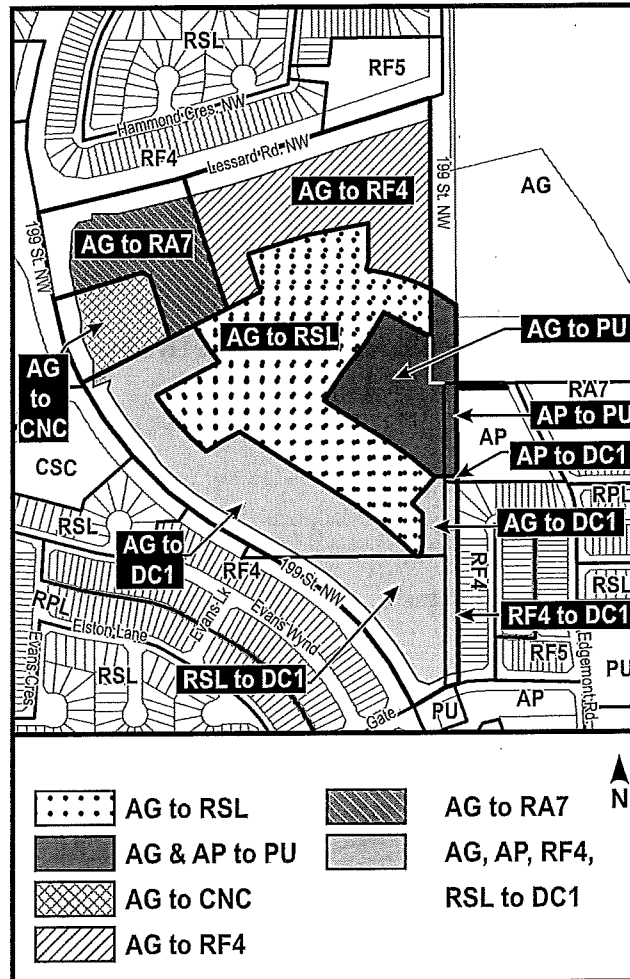 RSL
RF5
Hammond Cres. NW
RF4
Lessard Rd. NW
199 St. NW
AG to RF4
AG
AG to RA7
199 St. NW
AG to RSL
AG to PU
AG
to
CNC
RA7
AP to PU
AP
AP to DC1
CSC
RPL
AG to DC1
RSL
AG to
DC1
RF4
199 St. NW
RF4
RSL
RPL
Evans Lk
Evans Wynd
RF4 to DC1
Elston Lane
Evans Cres
RSL
RF5
Edgemont Rd.
PU
RSL to DC1
Gate
PU
AP
AG to RSL
AG to RA7
N
AG & AP to PU
AG, AP, RF4,
RSL to DC1
AG to CNC
AG to RF4